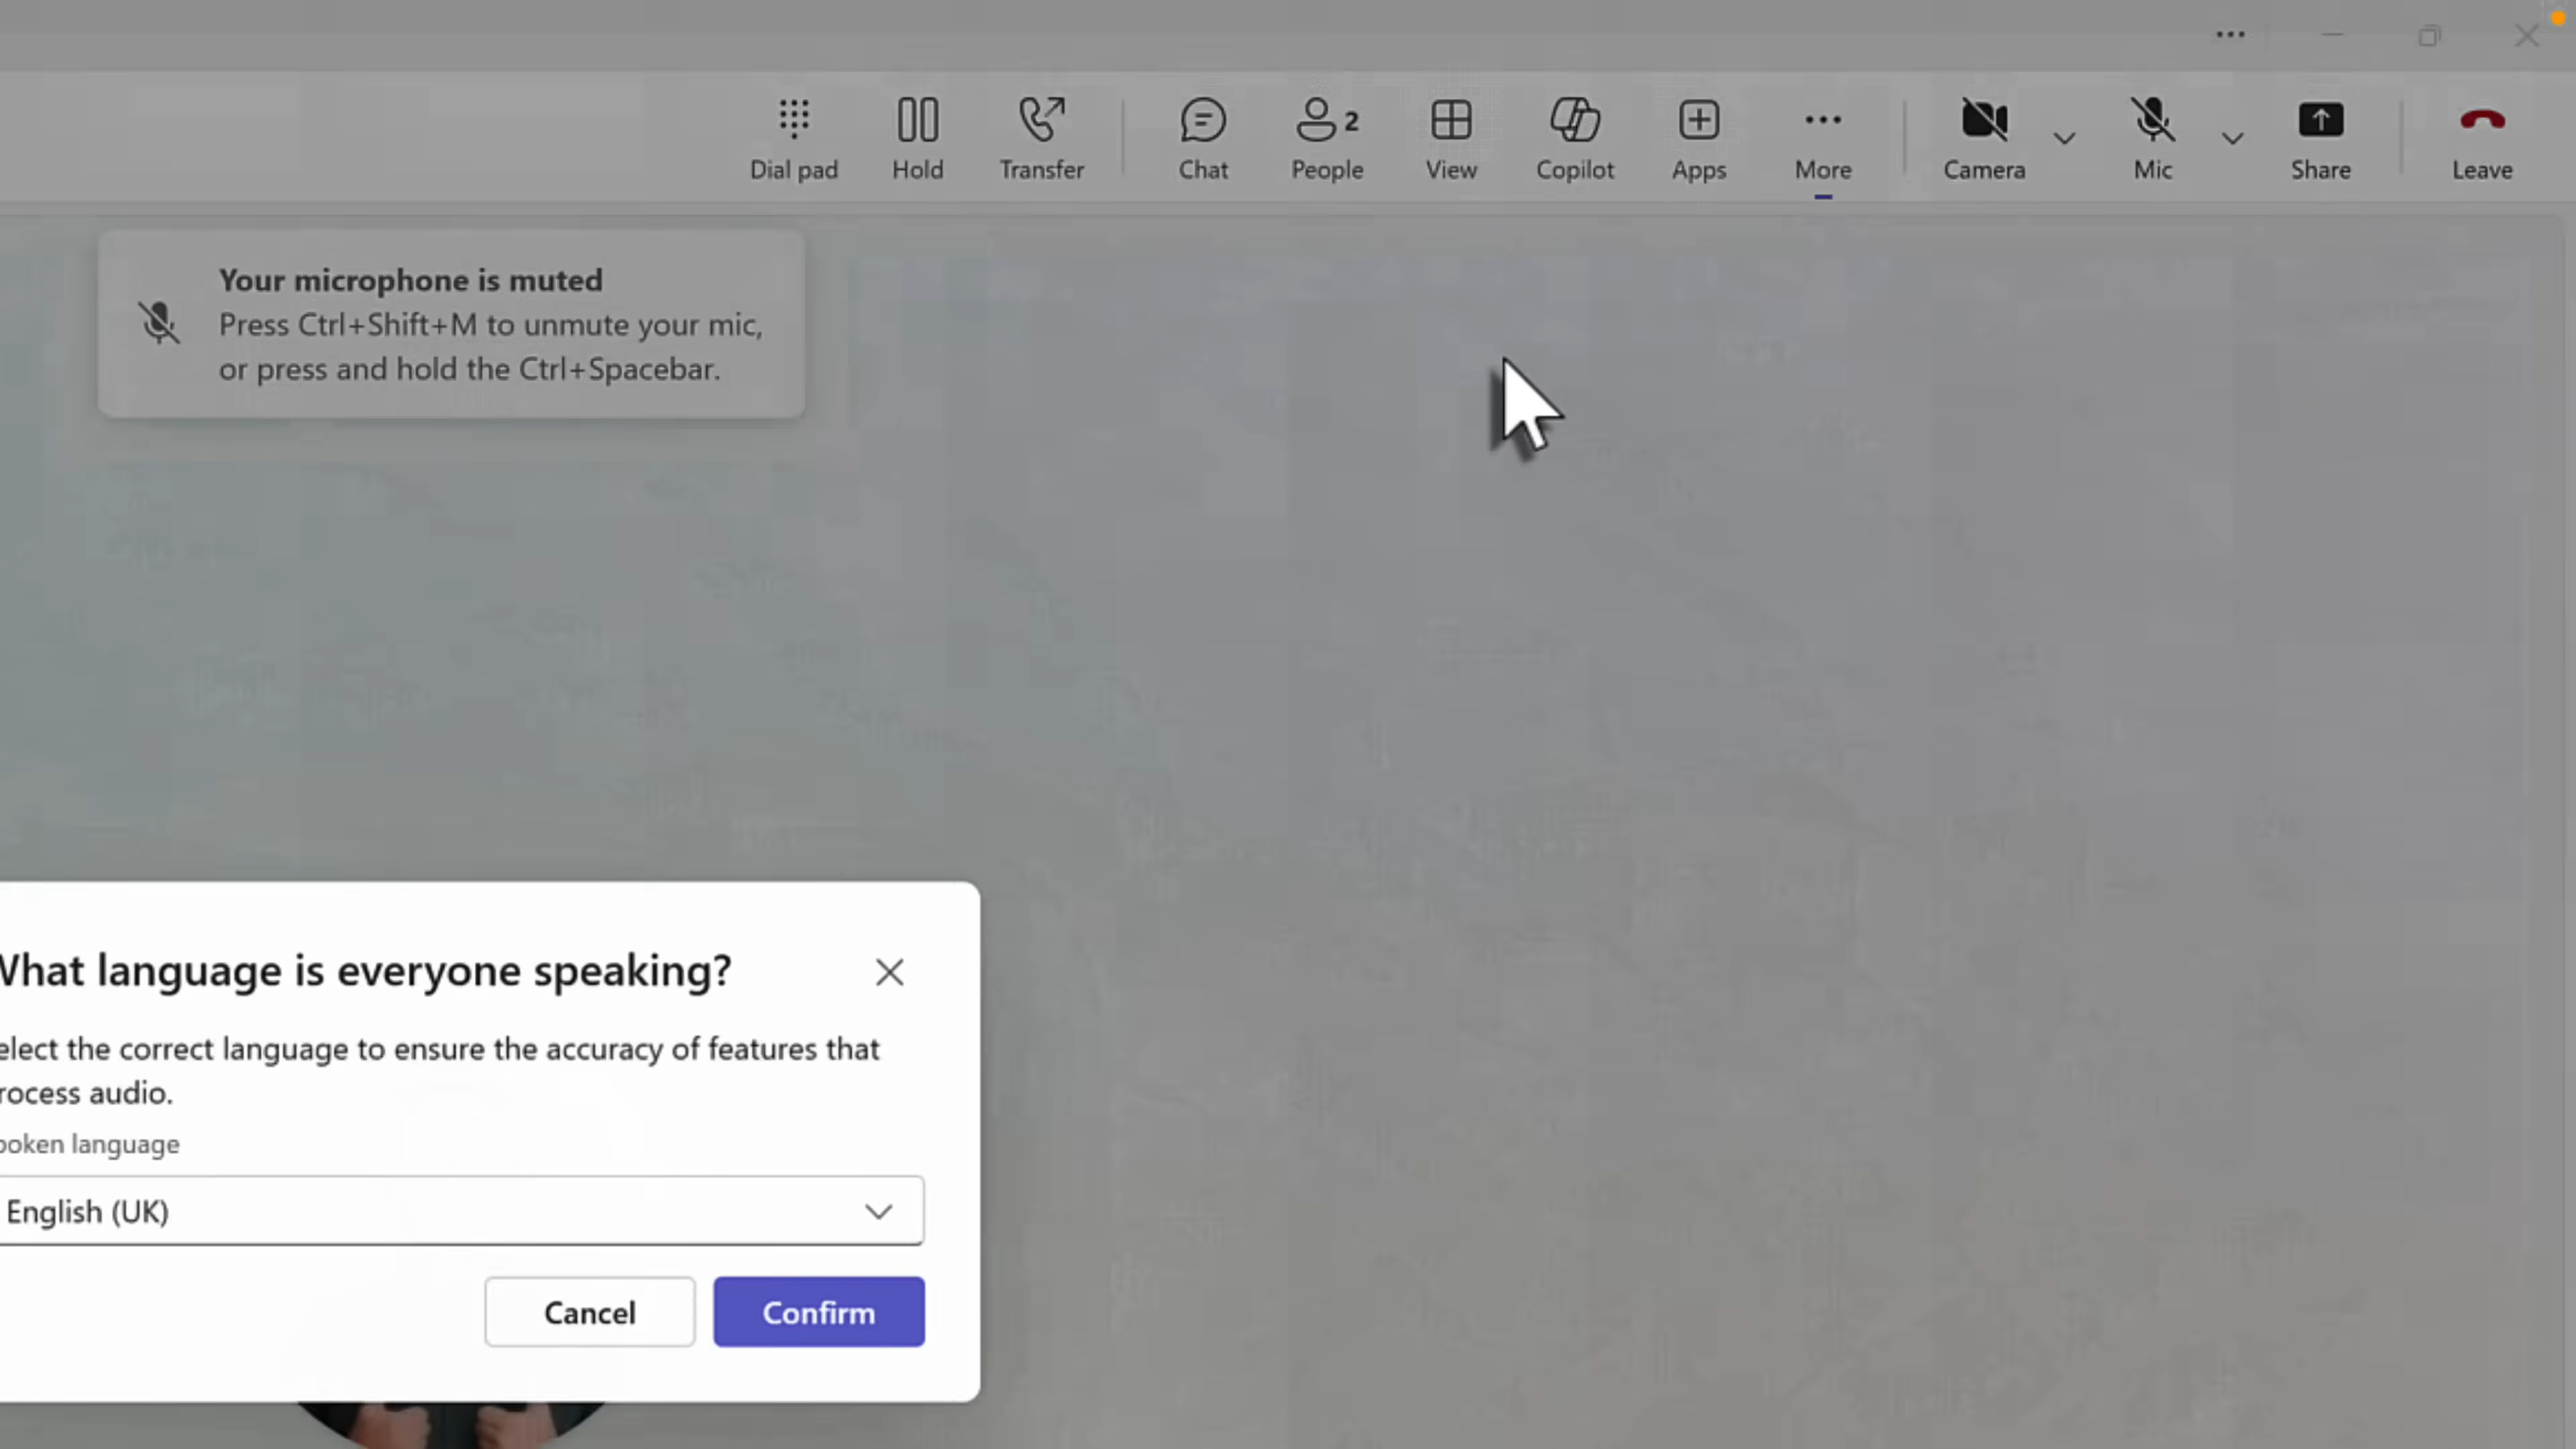 Dial pad Hold Transfer Chat People 2 View Copilot Apps More Camera Mic Share Leave
Your microphone is muted
Press Ctrl+Shift+M to unmute your mic,
or press and hold the Ctrl+Spacebar.
What language is everyone speaking?
elect the correct language to ensure the accuracy of features that
rocess audio.
poken language
English (UK)
Cancel Confirm